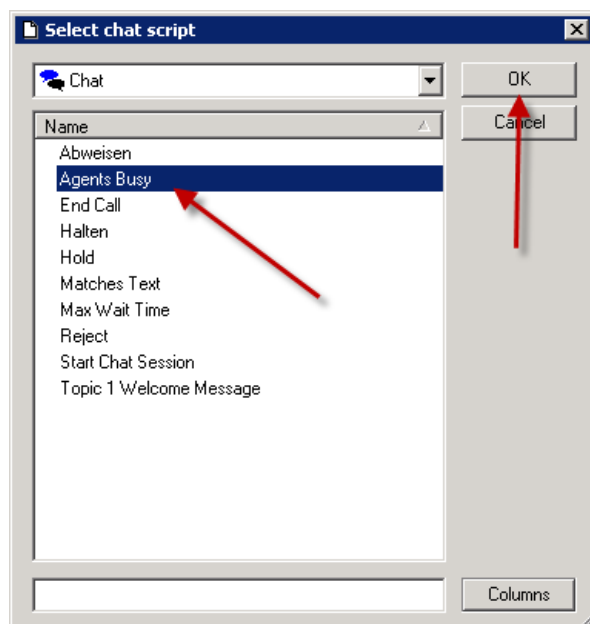 Select chat script
Chat
OK
Cancel
Name
Abweisen
Agents Busy
End Call
Halten
Hold
Matches Text
Max Wait Time
Reject
Start Chat Session
Topic 1 Welcome Message
Columns